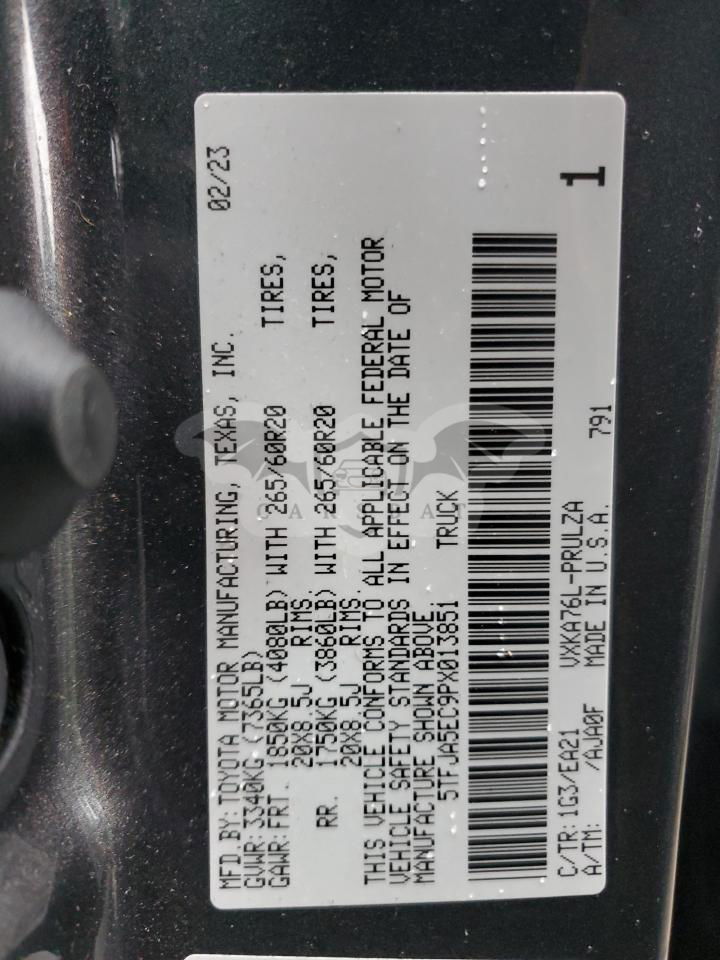 MFD.BY:TOYOTA MOTOR MANUFACTURING, TEXAS, INC. 02/23
GVWR:3340KG (7365LB)
GAWR:FRT. 1850KG (4080LB) WITH 265/60R20 TIRES,
20X8.5J RIMS
RR. 1750KG (3860LB) WITH 265/60R20 TIRES,
20X8.5J RIMS.
THIS VEHICLE CONFORMS TO ALL APPLICABLE FEDERAL MOTOR
VEHICLE SAFETY STANDARDS IN EFFECT ON THE DATE OF
MANUFACTURE SHOWN ABOVE.
5TFJA5EC9PX013851 TRUCK
C/TR:1G3/EA21 VXKA76L-PRULZA
A/TM: /AJA0F MADE IN U.S.A. 791
1
CARSBAT